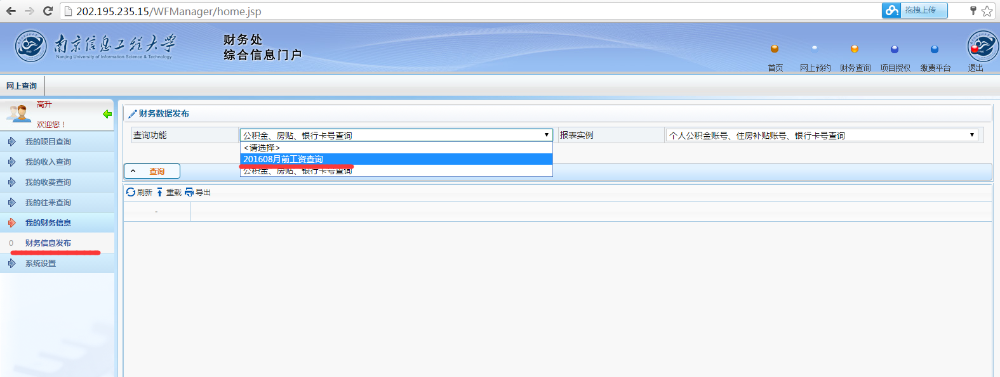 202.195.235.15/WFManager/home.jsp
拖拽上传
南京信息工程大学
Nanjing University of Information Science & Technology
财务处
综合信息门户
首页 网上预约 财务查询 项目授权 缴费平台 退出
网上查询
高升
欢迎您！
我的项目查询
我的收入查询
我的收费查询
我的往来查询
我的财务信息
0 财务信息发布
系统设置
财务数据发布
查询功能 公积金、房贴、银行卡号查询 报表实例 个人公积金账号、住房补贴账号、银行卡号查询
<请选择>
201608月前工资查询
公积金、房贴、银行卡号查询
查询
刷新 重载 导出
-